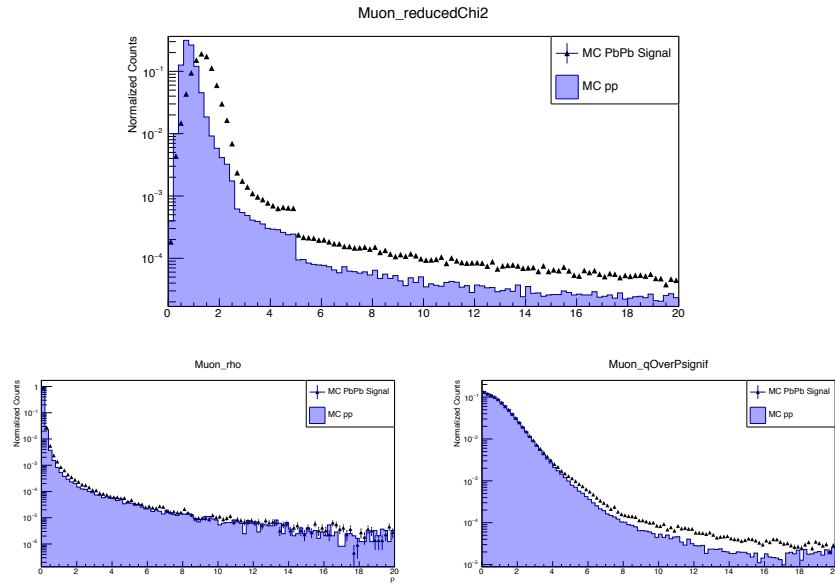 Muon_reducedChi2
Normalized Counts
MC PbPb Signal
MC pp
10⁻¹
10⁻²
10⁻³
10⁻⁴
0 2 4 6 8 10 12 14 16 18 20
Muon_rho
Normalized Counts
MC PbPb Signal
MC pp
1
10⁻¹
10⁻²
10⁻³
10⁻⁴
10⁻⁵
10⁻⁶
0 2 4 6 8 10 12 14 16 18 20
ρ
Muon_qOverPsignif
Normalized Counts
MC PbPb Signal
MC pp
10⁻¹
10⁻²
10⁻³
10⁻⁴
10⁻⁵
0 2 4 6 8 10 12 14 16 18 20